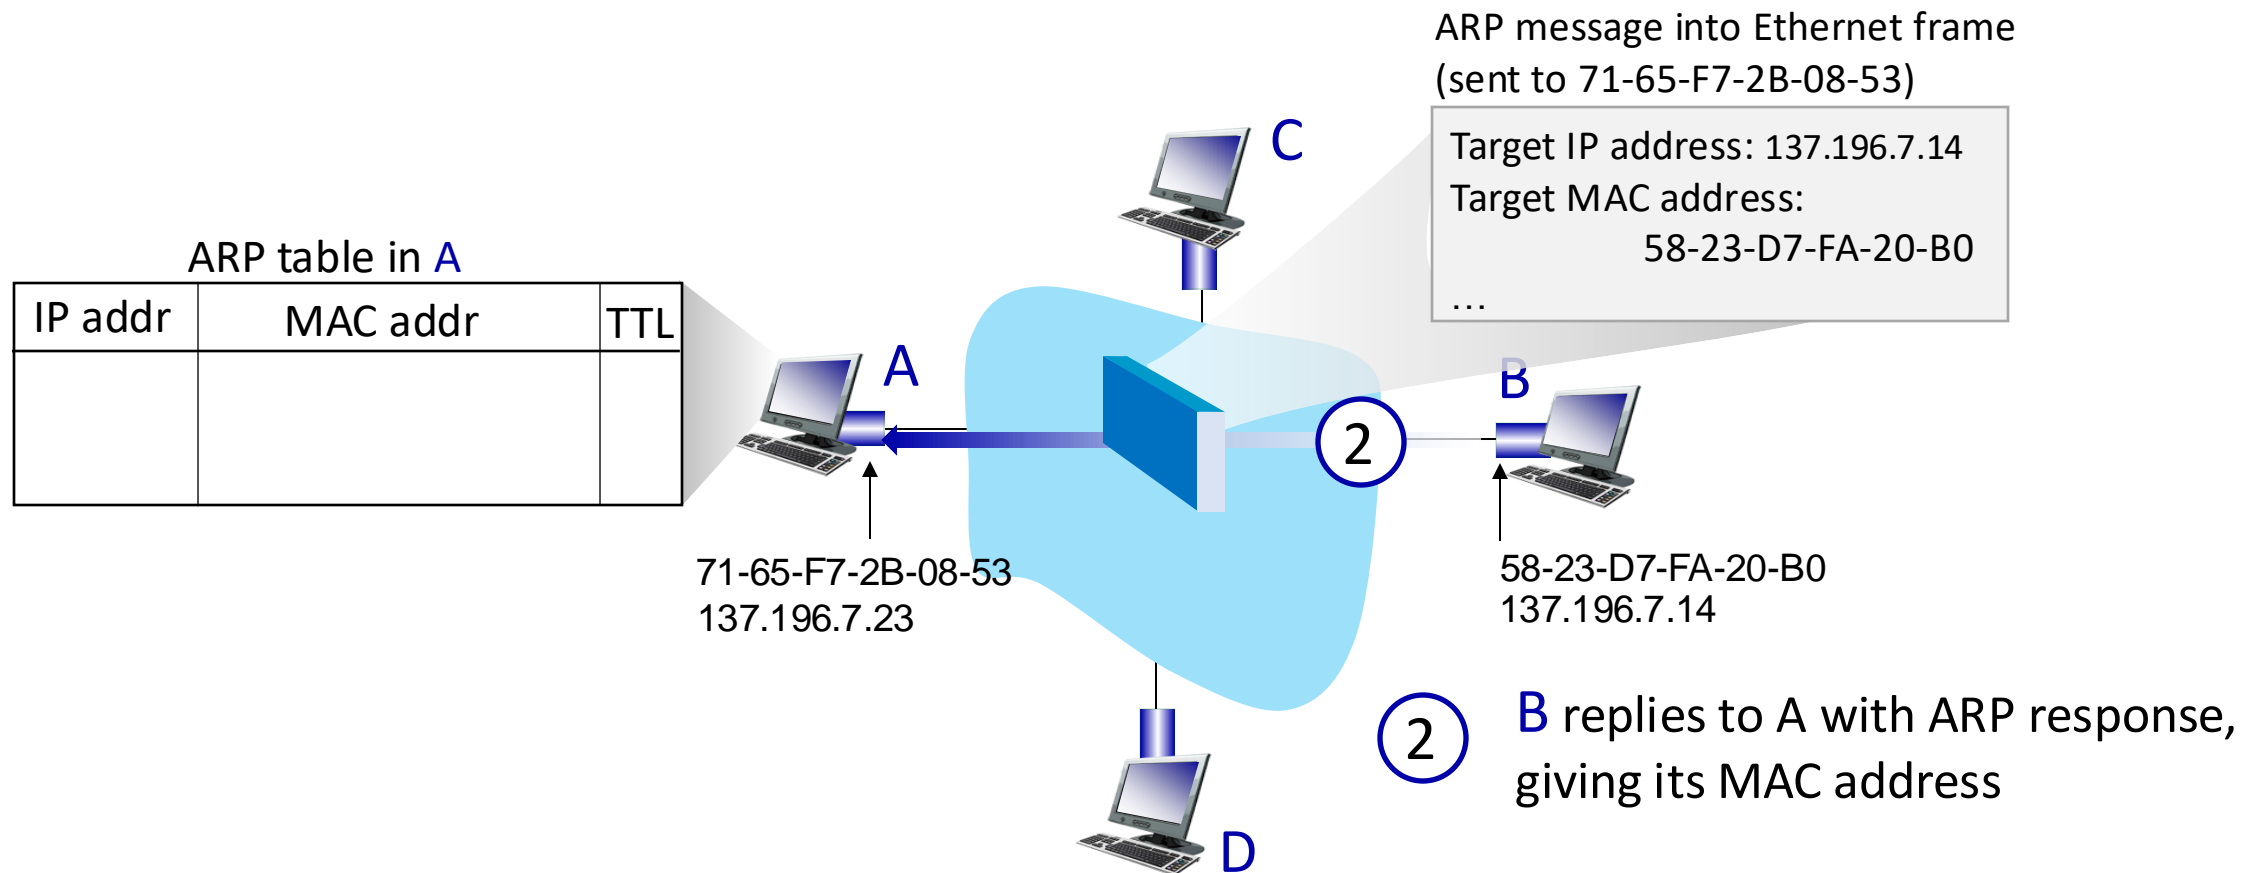 ARP message into Ethernet frame
(sent to 71-65-F7-2B-08-53)
Target IP address: 137.196.7.14
Target MAC address:
58-23-D7-FA-20-B0
…
C
ARP table in A
IP addr MAC addr TTL
A
B
2
71-65-F7-2B-08-53
137.196.7.23
58-23-D7-FA-20-B0
137.196.7.14
2
B replies to A with ARP response,
giving its MAC address
D